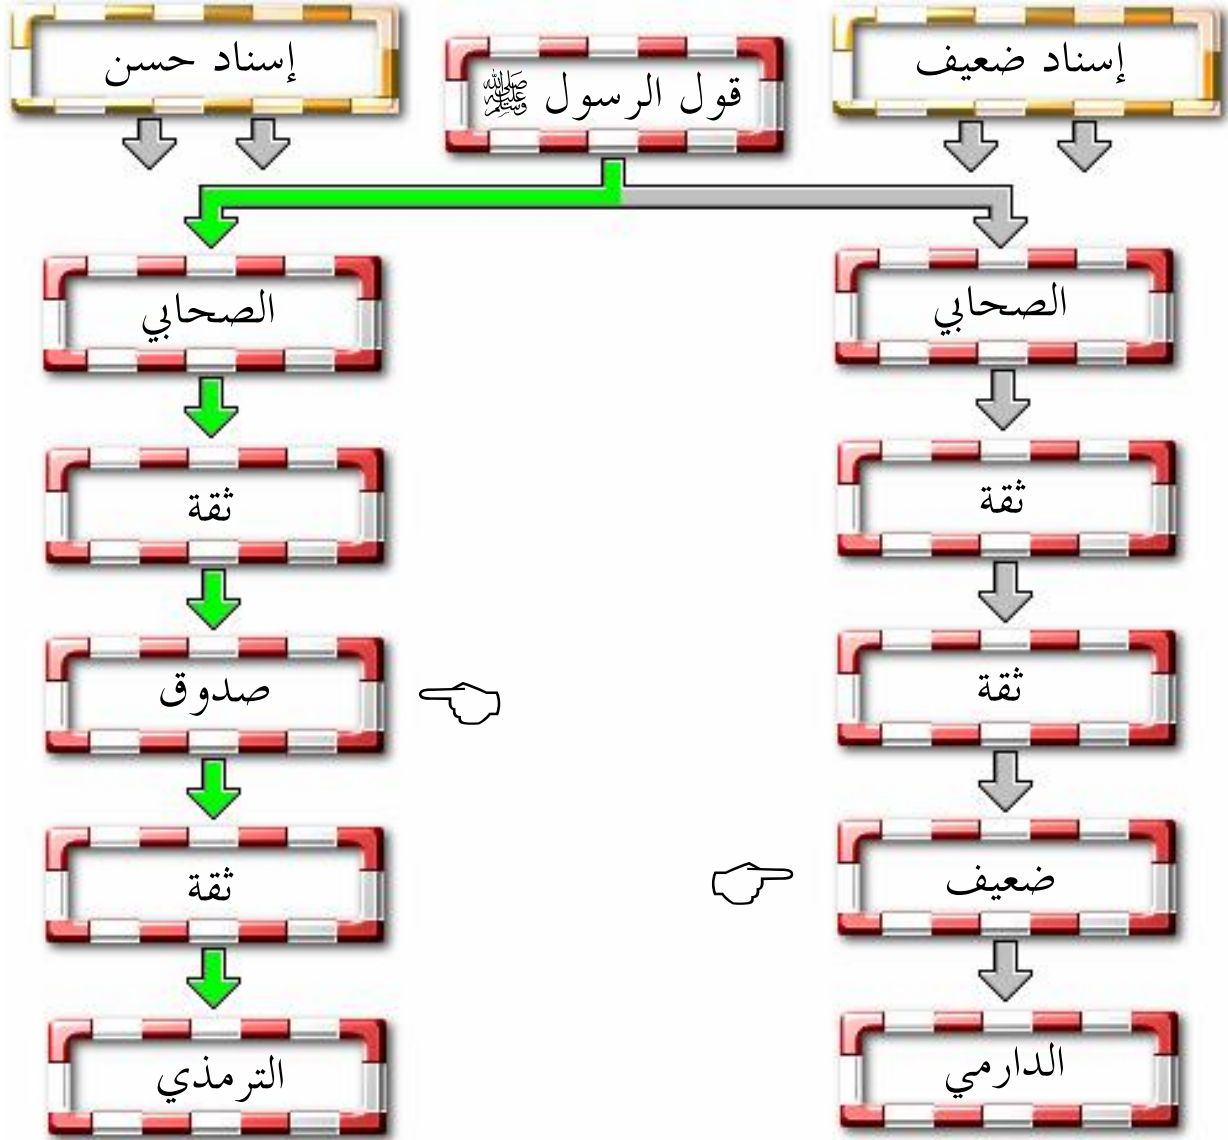 إسناد ضعيف
قول الرسول ﷺ
إسناد حسن
الصحابي
الصحابي
ثقة
ثقة
ثقة
صدوق
ضعيف
ثقة
الدارمي
الترمذي